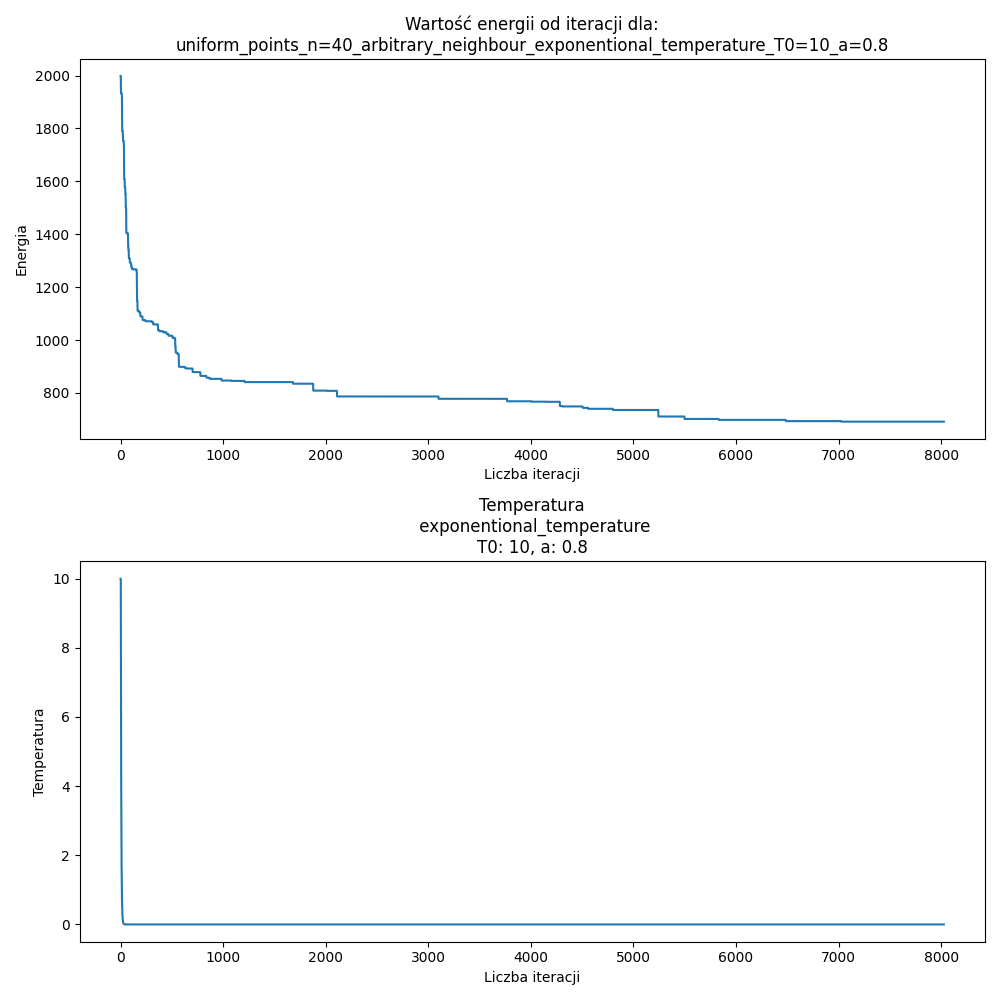 Wartość energii od iteracji dla:
uniform_points_n=40_arbitrary_neighbour_exponentional_temperature_T0=10_a=0.8
2000
1800
1600
1400
1200
1000
800
Energia
0 1000 2000 3000 4000 5000 6000 7000 8000
Liczba iteracji
Temperatura
exponentional_temperature
T0: 10, a: 0.8
10
8
6
4
2
0
Temperatura
0 1000 2000 3000 4000 5000 6000 7000 8000
Liczba iteracji